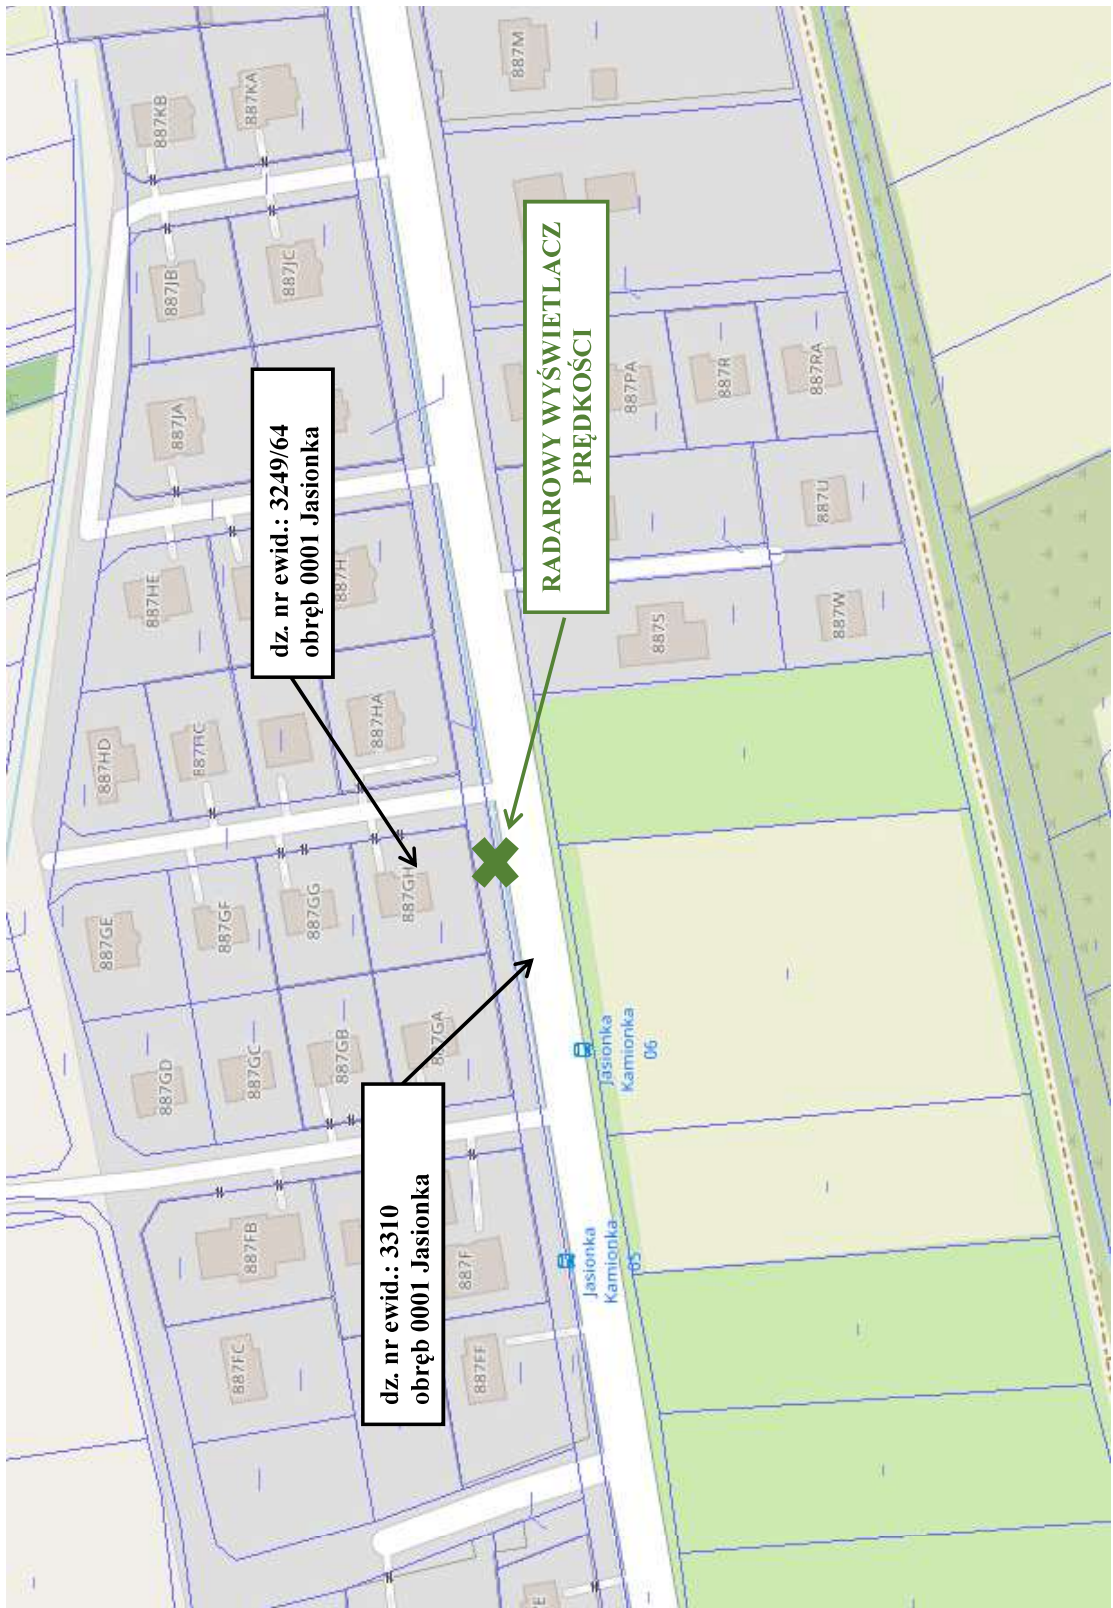 887HD
887GE
887HE
887KB
887GD
887JB
887JA
887HC
887GF
887FC
887FB
887GC
887KA
dz. nr ewid.: 3249/64
obręb 0001 Jasionka
887JC
887GG
887GB
887H
887HA
dz. nr ewid.: 3310
obręb 0001 Jasionka
887GH
887GA
887F
887FF
887M
RADAROWY WYŚWIETLACZ
PRĘDKOŚCI
Jasionka
Kamionka
05
Jasionka
Kamionka
06
887PA
887S
887R
887RA
887U
887W